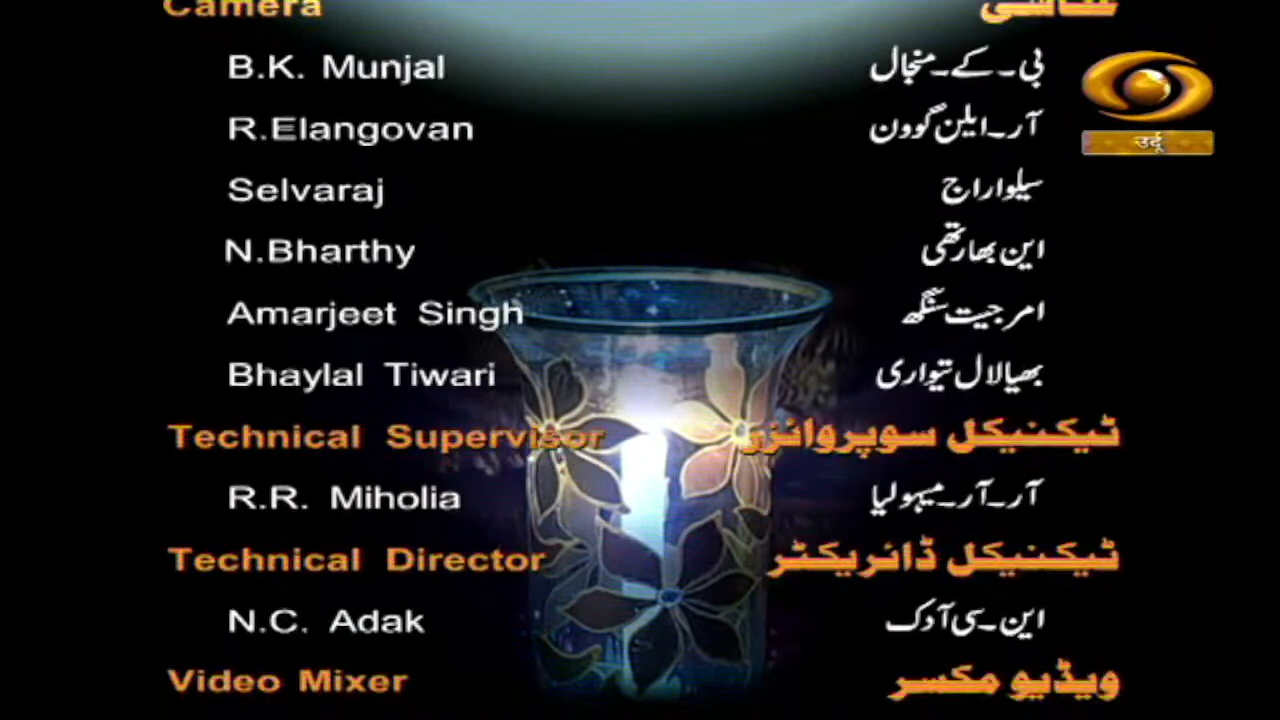 Camera عکاسی
B.K. Munjal بی۔کے۔منجال
R.Elangovan آر۔ایلن گوون
उर्दू
Selvaraj سیلواراج
N.Bharthy این بھارتھی
Amarjeet Singh امرجیت سنگھ
Bhaylal Tiwari بھیالال تیواری
Technical Supervisor ٹیکنیکل سوپروائزر
R.R. Miholia آر۔آر۔میہولیا
Technical Director ٹیکنیکل ڈائریکٹر
N.C. Adak این۔سی آدک
Video Mixer ویڈیو مکسر